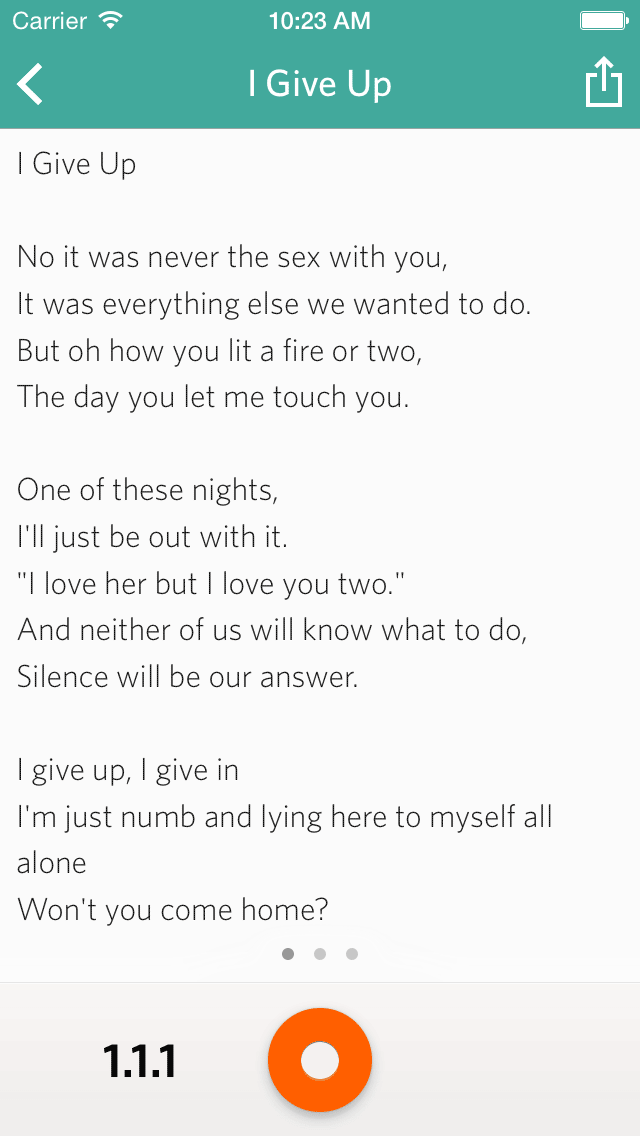 Carrier 10:23 AM
I Give Up
I Give Up
No it was never the sex with you,
It was everything else we wanted to do.
But oh how you lit a fire or two,
The day you let me touch you.
One of these nights,
I'll just be out with it.
"I love her but I love you two."
And neither of us will know what to do,
Silence will be our answer.
I give up, I give in
I'm just numb and lying here to myself all
alone
Won't you come home?
1.1.1